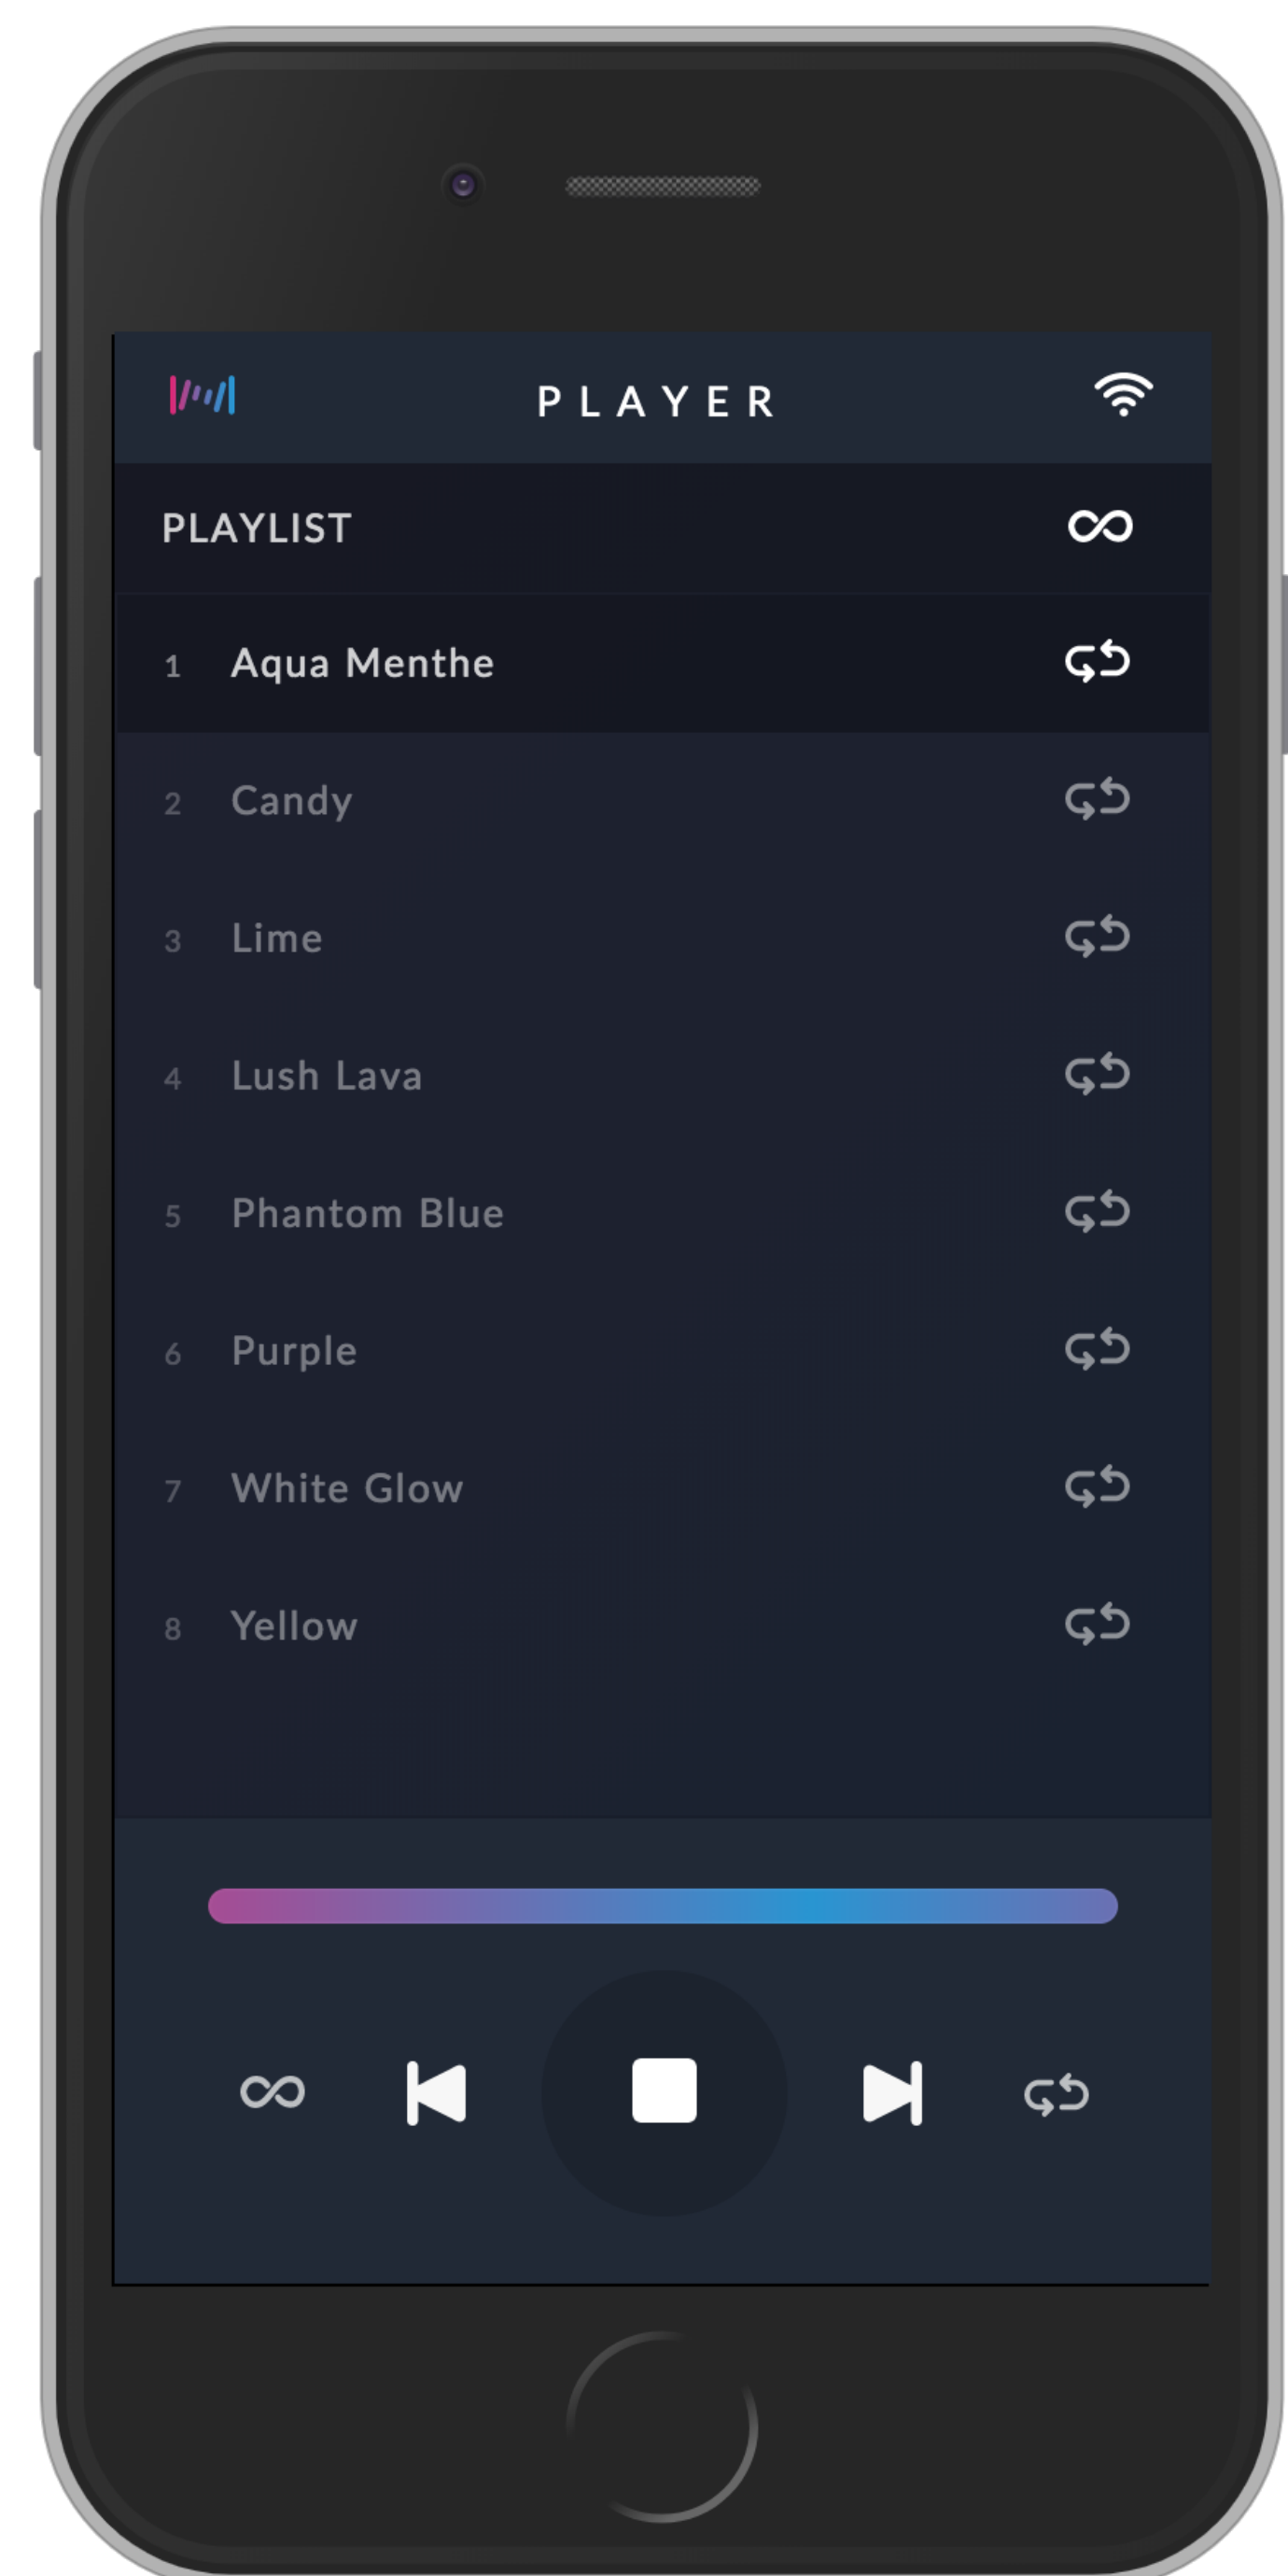 PLAYER
PLAYLIST
1 Aqua Menthe
2 Candy
3 Lime
4 Lush Lava
5 Phantom Blue
6 Purple
7 White Glow
8 Yellow